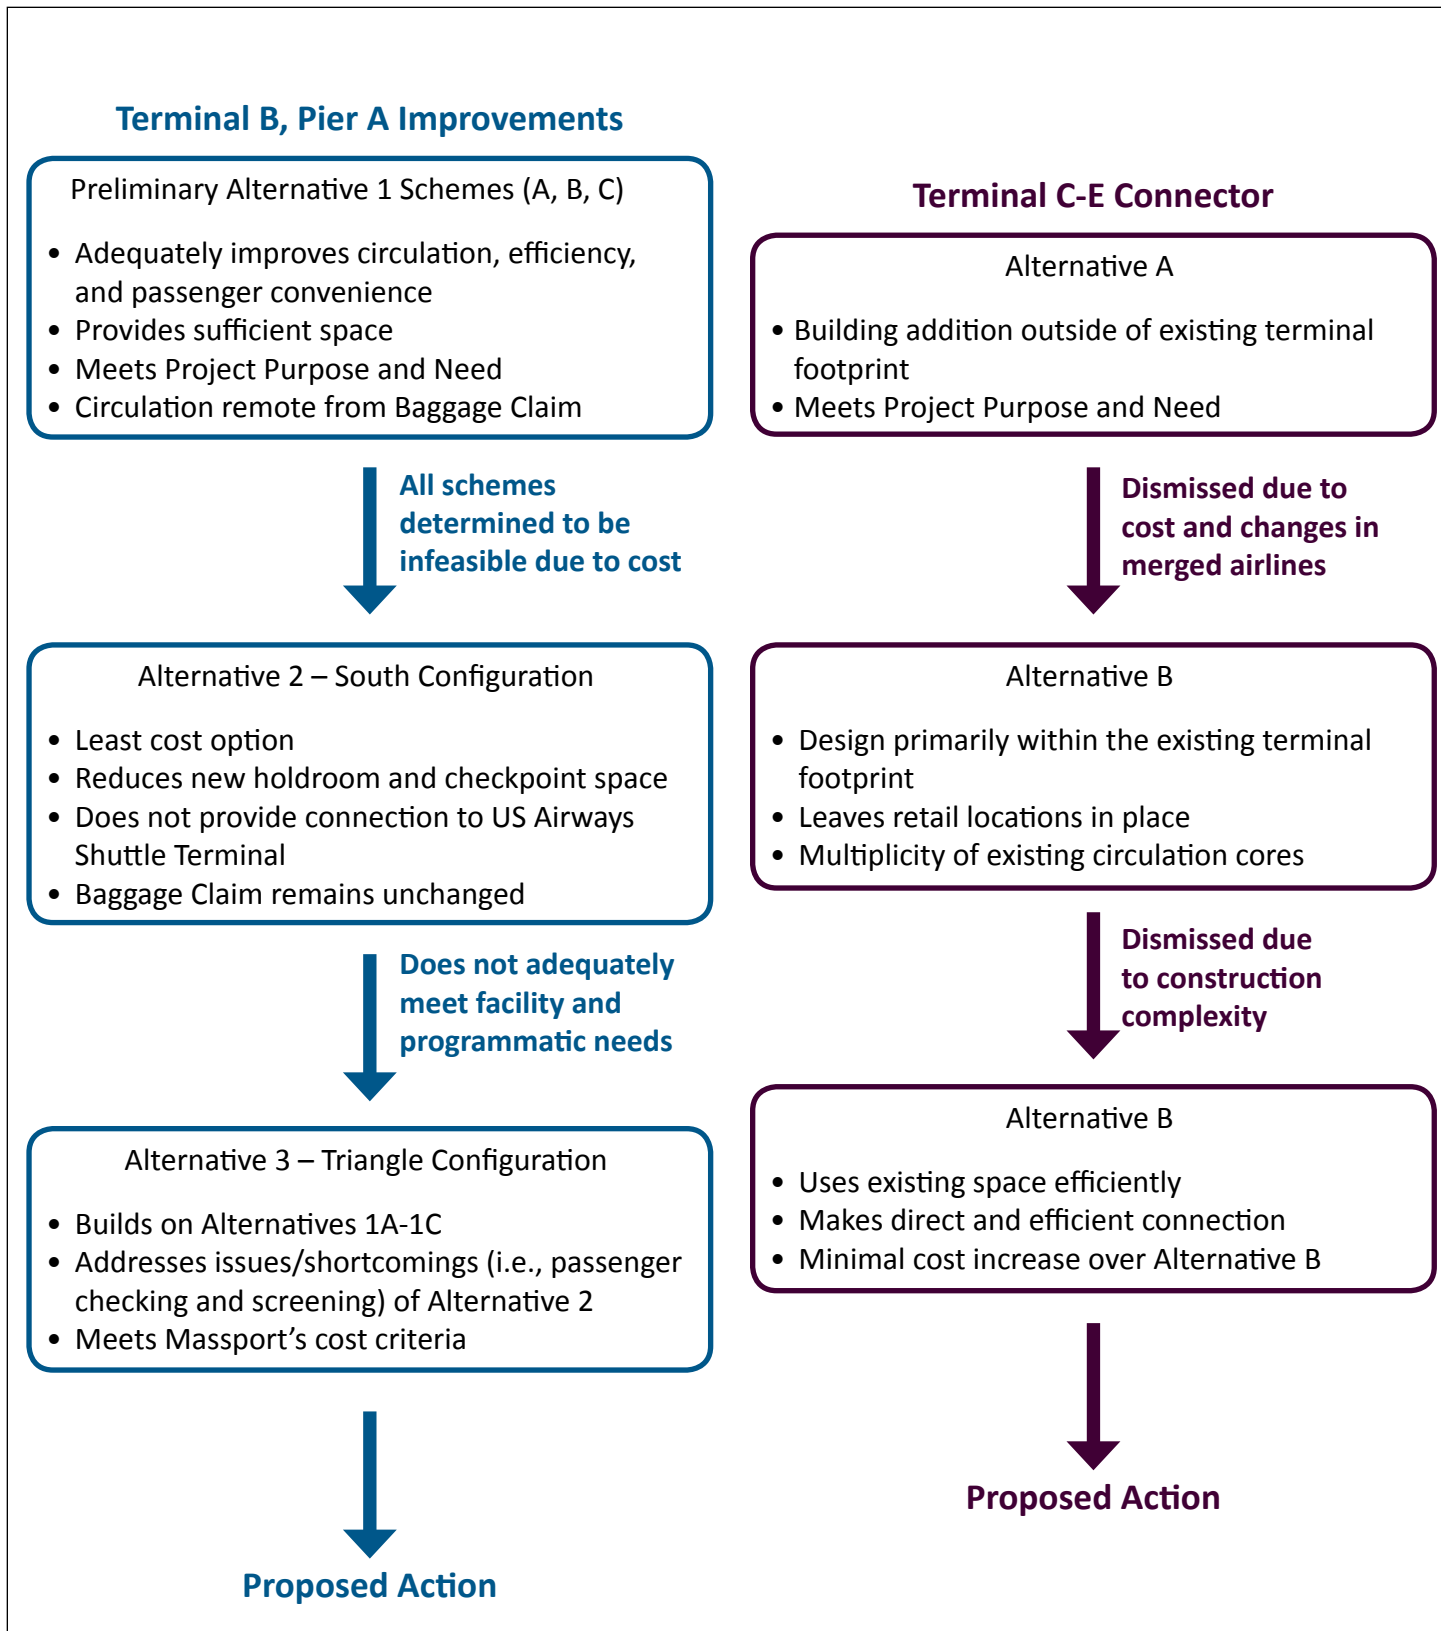 Terminal B, Pier A Improvements
Preliminary Alternative 1 Schemes (A, B, C)
• Adequately improves circulation, efficiency,
and passenger convenience
• Provides sufficient space
• Meets Project Purpose and Need
• Circulation remote from Baggage Claim
All schemes
determined to be
infeasible due to cost
Alternative 2 – South Configuration
• Least cost option
• Reduces new holdroom and checkpoint space
• Does not provide connection to US Airways
Shuttle Terminal
• Baggage Claim remains unchanged
Does not adequately
meet facility and
programmatic needs
Alternative 3 – Triangle Configuration
• Builds on Alternatives 1A-1C
• Addresses issues/shortcomings (i.e., passenger
checking and screening) of Alternative 2
• Meets Massport’s cost criteria
Proposed Action
Terminal C-E Connector
Alternative A
• Building addition outside of existing terminal
footprint
• Meets Project Purpose and Need
Dismissed due to
cost and changes in
merged airlines
Alternative B
• Design primarily within the existing terminal
footprint
• Leaves retail locations in place
• Multiplicity of existing circulation cores
Dismissed due
to construction
complexity
Alternative B
• Uses existing space efficiently
• Makes direct and efficient connection
• Minimal cost increase over Alternative B
Proposed Action